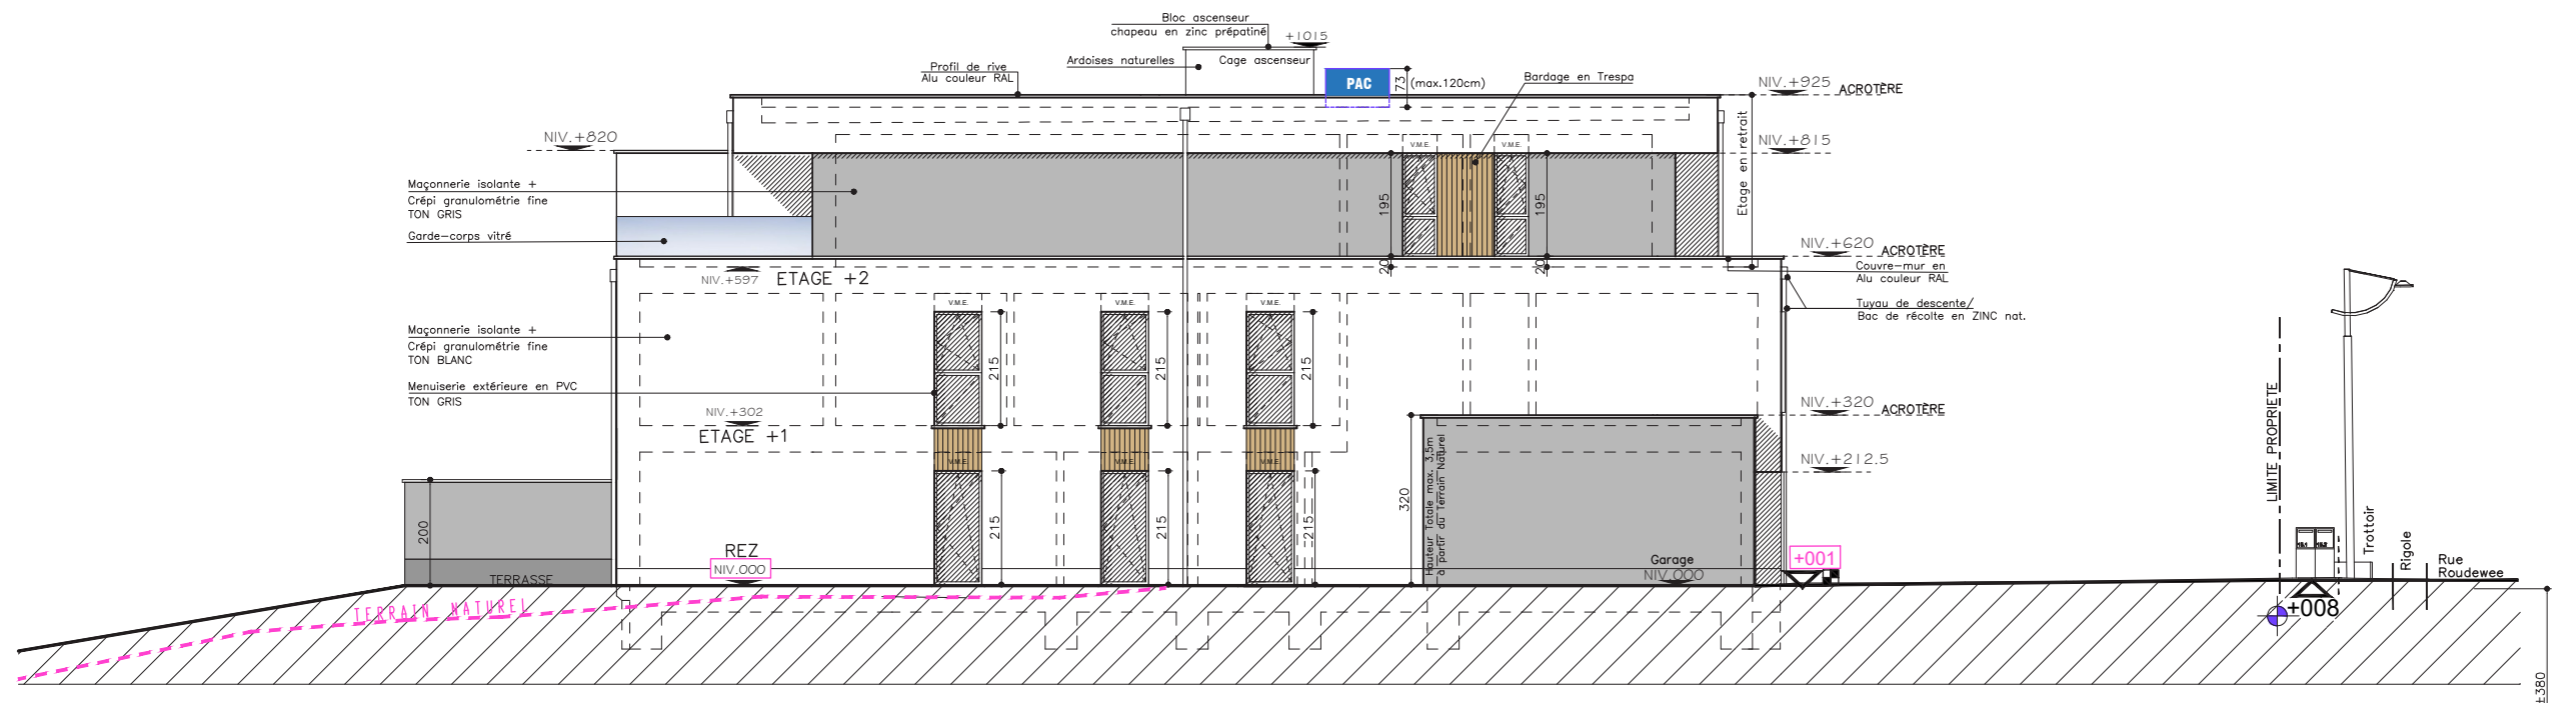 Bloc ascenseur
chapeau en zinc prépatiné
+1015
Ardoises naturelles
Cage ascenseur
Profil de rive
Alu couleur RAL
PAC
73
(max.120cm)
Bardage en Trespa
NIV.+925 ACROTÈRE
NIV.+820
NIV.+815
Etage en retrait
V.M.E.
V.M.E.
Maçonnerie isolante +
Crépi granulométrie fine
TON GRIS
195
195
Garde-corps vitré
NIV.+620 ACROTÈRE
20
20
Couvre-mur en
Alu couleur RAL
NIV.+597
ETAGE +2
Tuyau de descente/
Bac de récolte en ZINC nat.
V.M.E.
V.M.E.
V.M.E.
Maçonnerie isolante +
Crépi granulométrie fine
TON BLANC
215
215
215
Menuiserie extérieure en PVC
TON GRIS
NIV.+302
ETAGE +1
NIV.+320 ACROTÈRE
LIMITE PROPRIETE
V.M.E.
V.M.E.
V.M.E.
NIV.+212.5
200
215
215
215
320
Hauteur Totale max. 3,5m
à partir du Terrain Naturel
REZ
NIV.000
TERRASSE
Garage
NIV.000
+001
Trottoir
Rigole
Rue
Roudewee
TERRAIN NATUREL
+008
±380